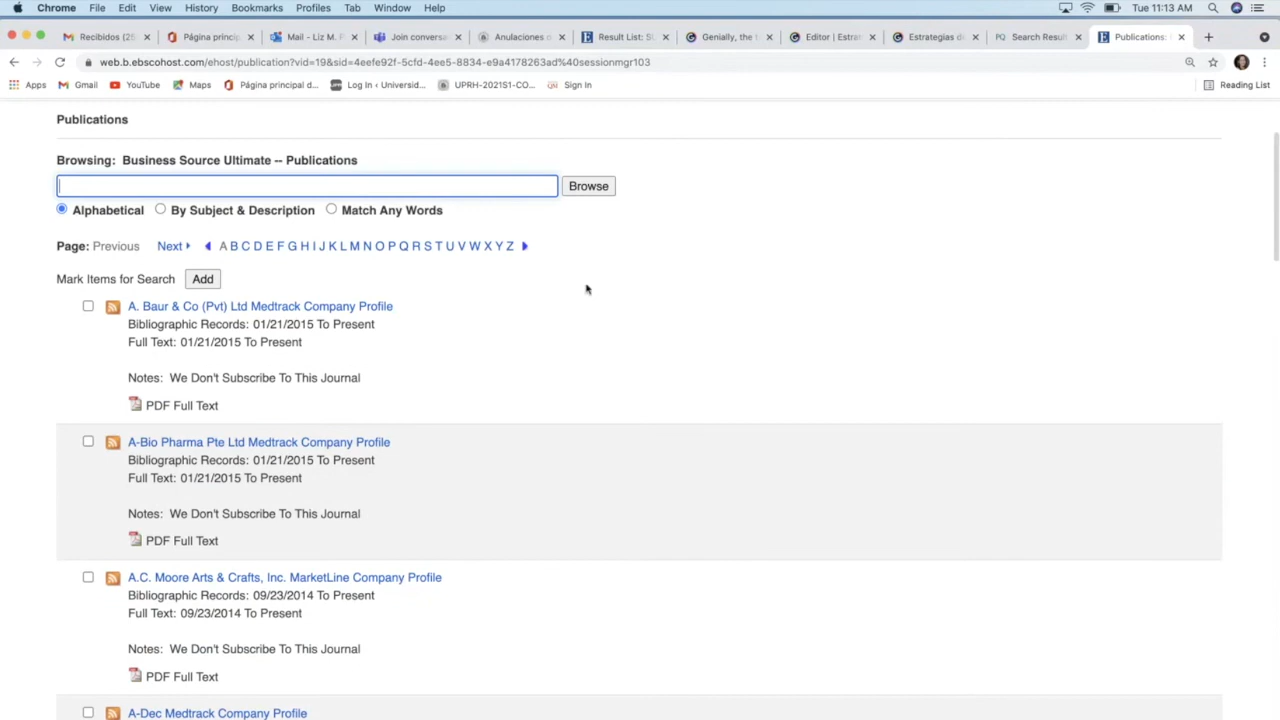 Chrome File Edit View History Bookmarks Profiles Tab Window Help Tue 11:13 AM
Recibidos (25 Página princip Mail - Liz M. F Join convers Anulaciones o Result List: S Genially, the Editor | Estra Estrategias d PQ Search Resul Publications:
web.b.ebscohost.com/ehost/publication?vid=19&sid=4eefe92f-5cfd-4ee5-8834-e9a4178263ad%40sessionmgr103
Apps Gmail YouTube Maps Página principal d... Log In ‹ Universid... UPRH-2021S1-CO... Sign In Reading List
Publications
Browsing: Business Source Ultimate -- Publications
Browse
Alphabetical By Subject & Description Match Any Words
Page: Previous Next A B C D E F G H I J K L M N O P Q R S T U V W X Y Z
Mark Items for Search Add
A. Baur & Co (Pvt) Ltd Medtrack Company Profile
Bibliographic Records: 01/21/2015 To Present
Full Text: 01/21/2015 To Present
Notes: We Don't Subscribe To This Journal
PDF Full Text
A-Bio Pharma Pte Ltd Medtrack Company Profile
Bibliographic Records: 01/21/2015 To Present
Full Text: 01/21/2015 To Present
Notes: We Don't Subscribe To This Journal
PDF Full Text
A.C. Moore Arts & Crafts, Inc. MarketLine Company Profile
Bibliographic Records: 09/23/2014 To Present
Full Text: 09/23/2014 To Present
Notes: We Don't Subscribe To This Journal
PDF Full Text
A-Dec Medtrack Company Profile